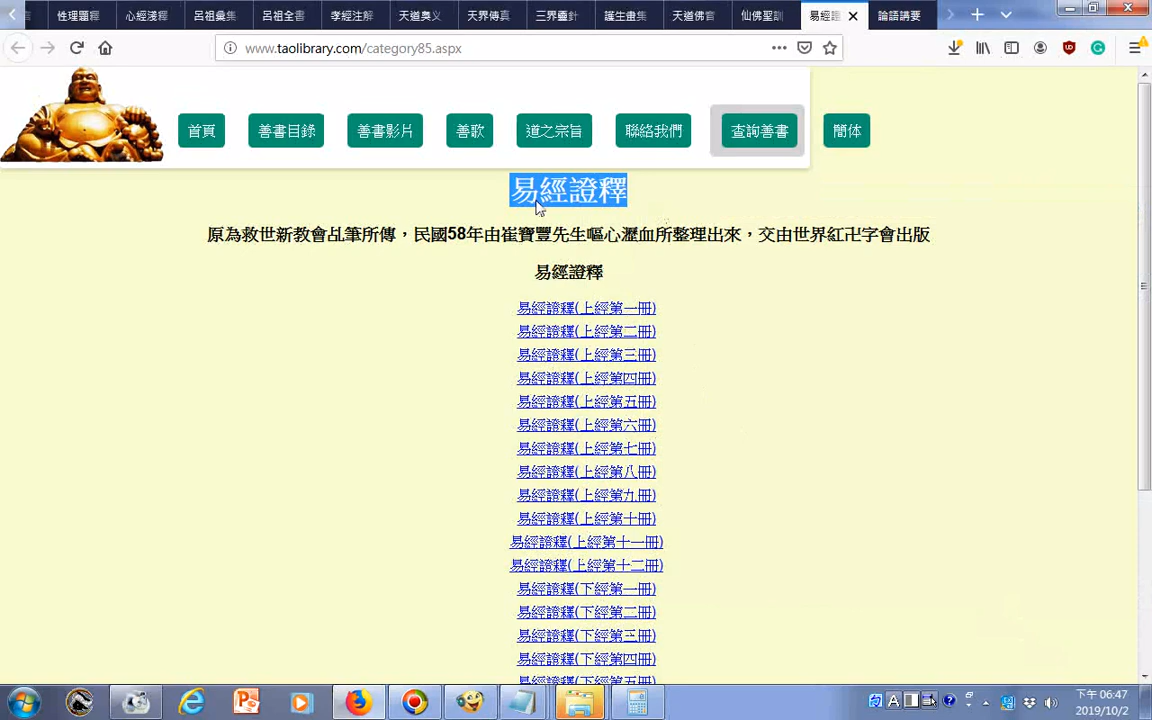 性理題釋 心經淺釋 呂祖彙集 呂祖全書 孝經注解 天道奧义 天界傳真 護生畫集 天道佛音 仙佛聖訓 易經證 論語講要
www.taolibrary.com/category85.aspx
首頁 善書目錄 善書影片 善歌 道之宗旨 聯絡我們 查詢善書 簡体
易經證釋
原為救世新教會乩筆所傳，民國58年由崔寶豐先生嘔心瀝血所整理出來，交由世界紅卍字會出版
易經證釋
易經證釋(上經第一冊)
易經證釋(上經第二冊)
易經證釋(上經第三冊)
易經證釋(上經第四冊)
易經證釋(上經第五冊)
易經證釋(上經第六冊)
易經證釋(上經第七冊)
易經證釋(上經第八冊)
易經證釋(上經第九冊)
易經證釋(上經第十冊)
易經證釋(上經第十一冊)
易經證釋(上經第十二冊)
易經證釋(下經第一冊)
易經證釋(下經第二冊)
易經證釋(下經第三冊)
易經證釋(下經第四冊)
易經證釋(下經第五冊)
下午 06:47
2019/10/2